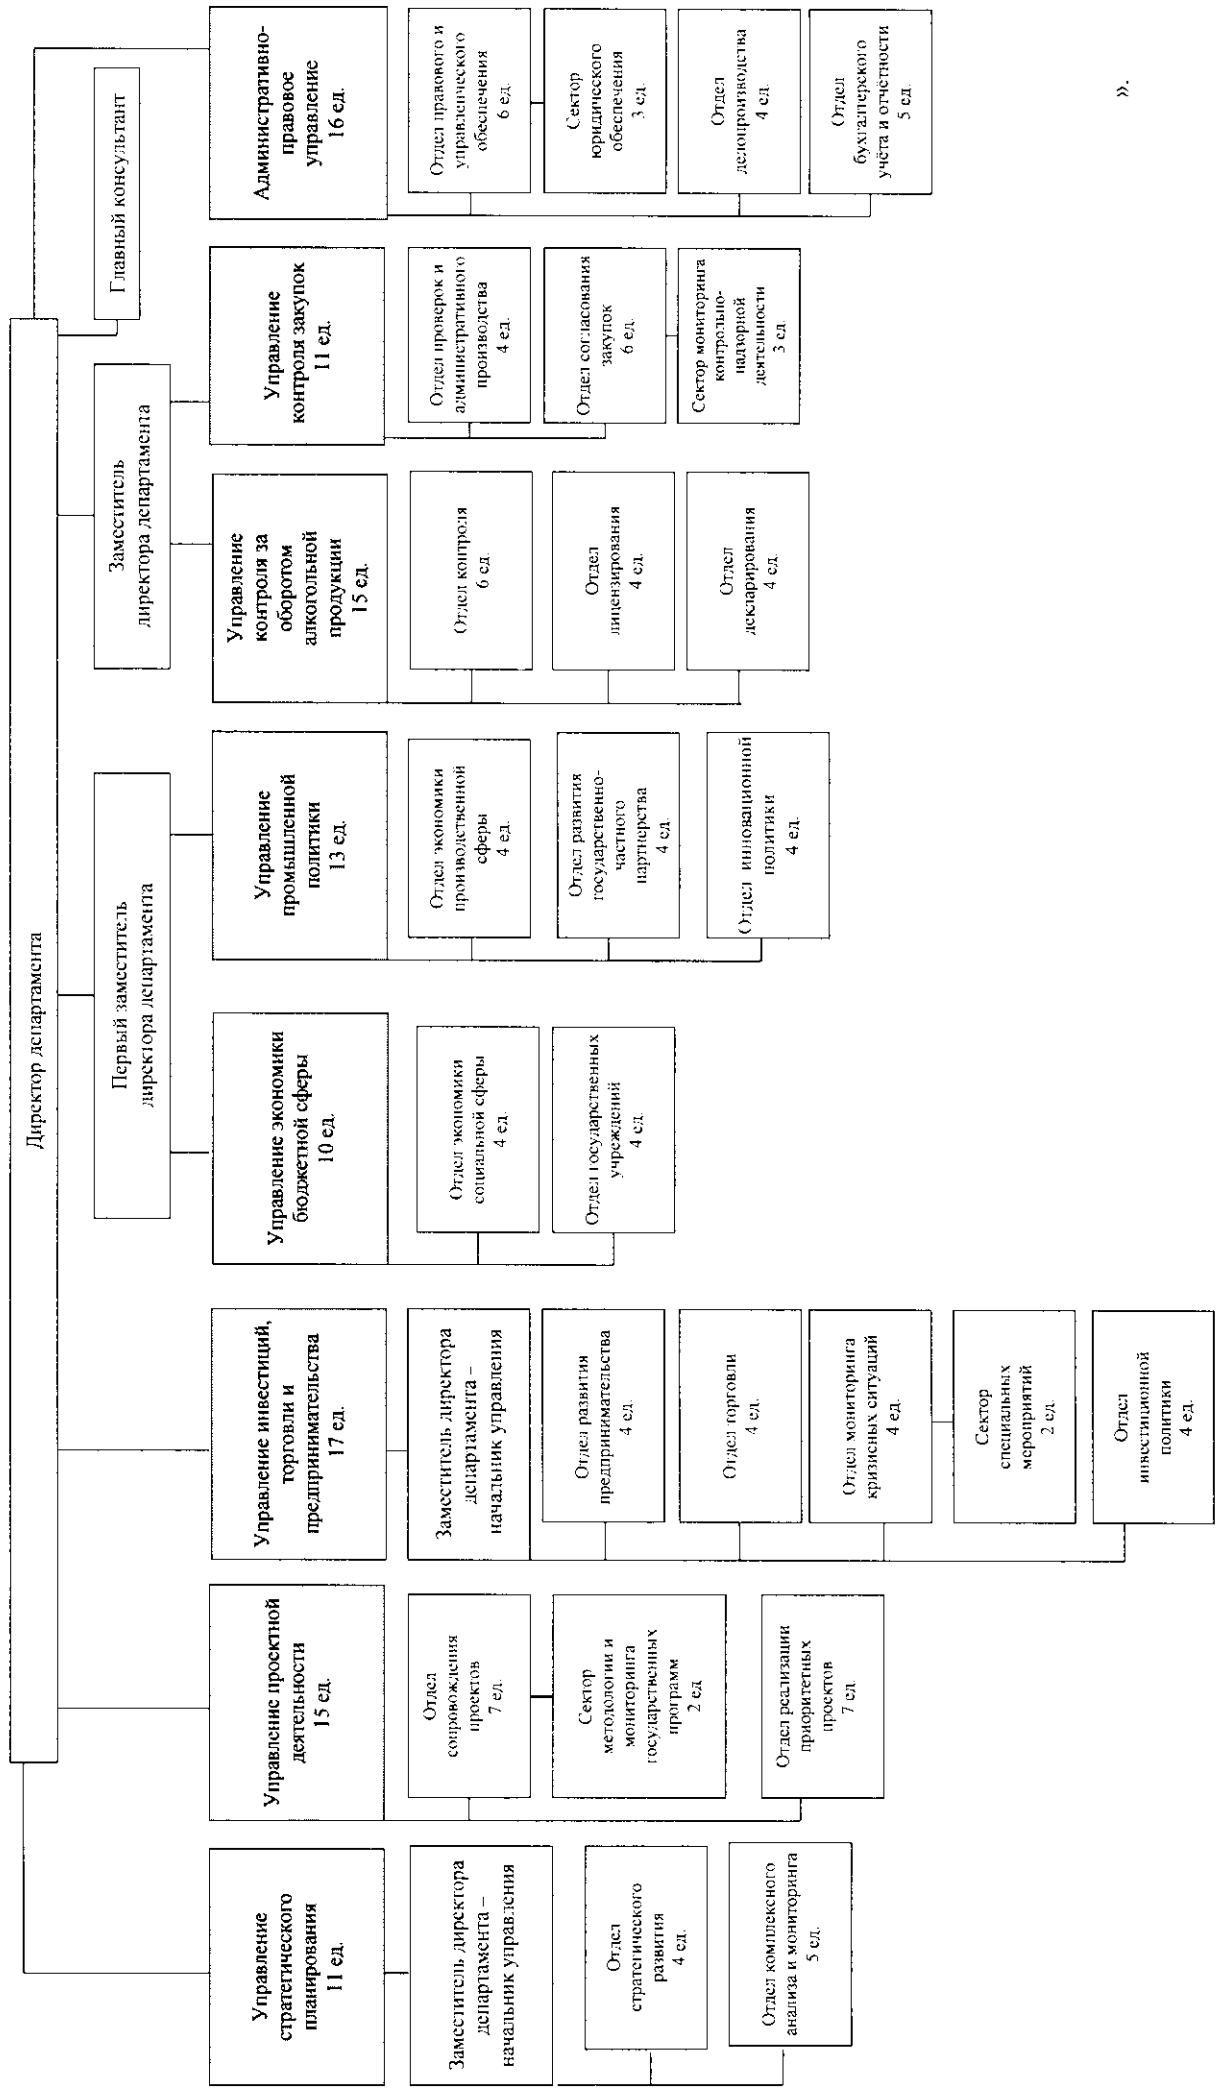 Директор департамента
Первый заместитель
директора департамента
Заместитель
директора департамента
Главный консультант
Управление
стратегического
планирования
11 ед.
Заместитель директора
департамента –
начальник управления
Отдел
стратегического
развития
4 ед.
Отдел комплексного
анализа и мониторинга
5 ед.
Управление проектной
деятельности
15 ед.
Отдел
сопровождения
проектов
7 ед.
Сектор
методологии и
мониторинга
государственных
программ
2 ед
Отдел реализации
приоритетных
проектов
7 ед.
Управление инвестиций,
торговли и
предпринимательства
17 ед.
Заместитель директора
департамента –
начальник управления
Отдел развития
предпринимательства
4 ед.
Отдел торговли
4 ед.
Отдел мониторинга
кризисных ситуаций
4 ед.
Сектор
специальных
мероприятий
2 ед.
Отдел
инвестиционной
политики
4 ед.
Управление экономики
бюджетной сферы
10 ед.
Отдел экономики
социальной сферы
4 ед.
Отдел государственных
учреждений
4 ед.
Управление
промышленной
политики
13 ед.
Отдел экономики
производственной
сферы
4 ед.
Отдел развития
государственно-
частного
партнерства
4 ед.
Отдел инновационной
политики
4 ед.
Управление
контроля за
оборотом
алкогольной
продукции
15 ед.
Отдел контроля
6 ед.
Отдел
лицензирования
4 ед.
Отдел
декларирования
4 ед.
Управление
контроля закупок
11 ед.
Отдел проверок и
административного
производства
4 ед.
Отдел согласования
закупок
6 ед.
Сектор мониторинга
контрольно-
надзорной
деятельности
3 ед.
Административно-
правовое
управление
16 ед.
Отдел правового и
управленческого
обеспечения
6 ед.
Сектор
юридического
обеспечения
3 ед.
Отдел
делопроизводства
4 ед.
Отдел
бухгалтерского
учёта и отчётности
5 ед.
».